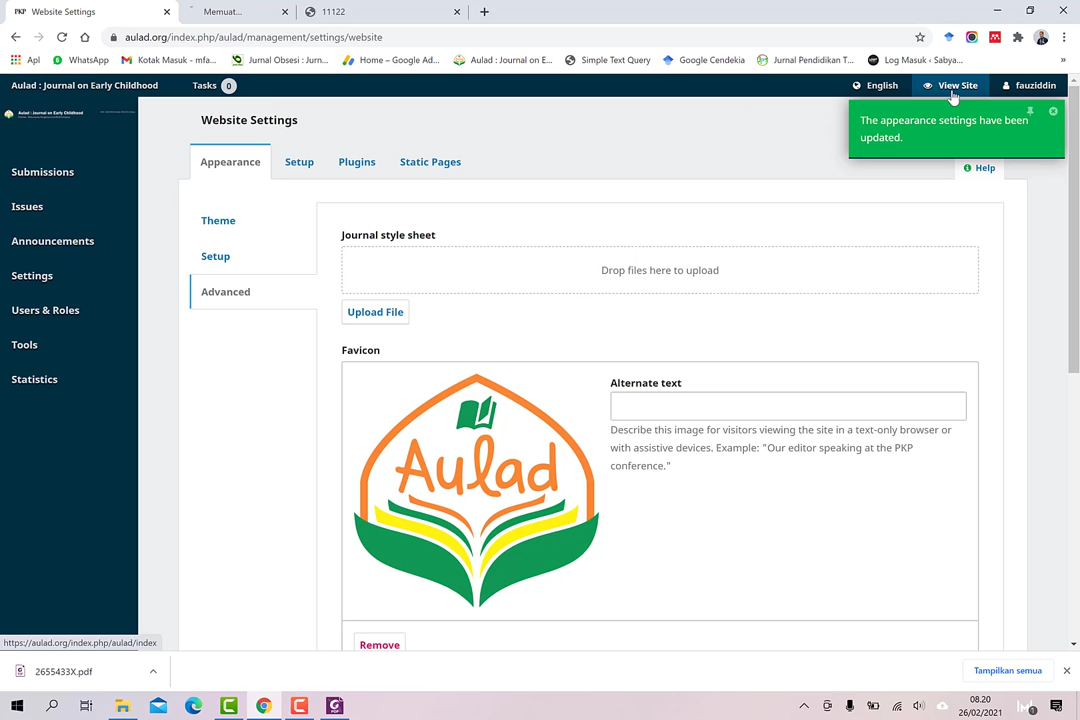 Website Settings
Memuat...
11122
aulad.org/index.php/aulad/management/settings/website
Apl
WhatsApp
Kotak Masuk - mfa...
Jurnal Obsesi : Jurn...
Home – Google Ad...
Aulad : Journal on E...
Simple Text Query
Google Cendekia
Jurnal Pendidikan T...
Log Masuk ‹ Sabya...
»
Aulad : Journal on Early Childhood
Tasks 0
English
View Site
fauziddin
Aulad : Journal on Early Childhood
Website Settings
The appearance settings have been
updated.
Appearance
Setup
Plugins
Static Pages
Help
Submissions
Issues
Announcements
Settings
Users & Roles
Tools
Statistics
Theme
Setup
Advanced
Journal style sheet
Drop files here to upload
Upload File
Favicon
Aulad
Alternate text
Describe this image for visitors viewing the site in a text-only browser or
with assistive devices. Example: "Our editor speaking at the PKP
conference."
Remove
https://aulad.org/index.php/aulad/index
2655433X.pdf
Tampilkan semua
08.20
26/02/2021